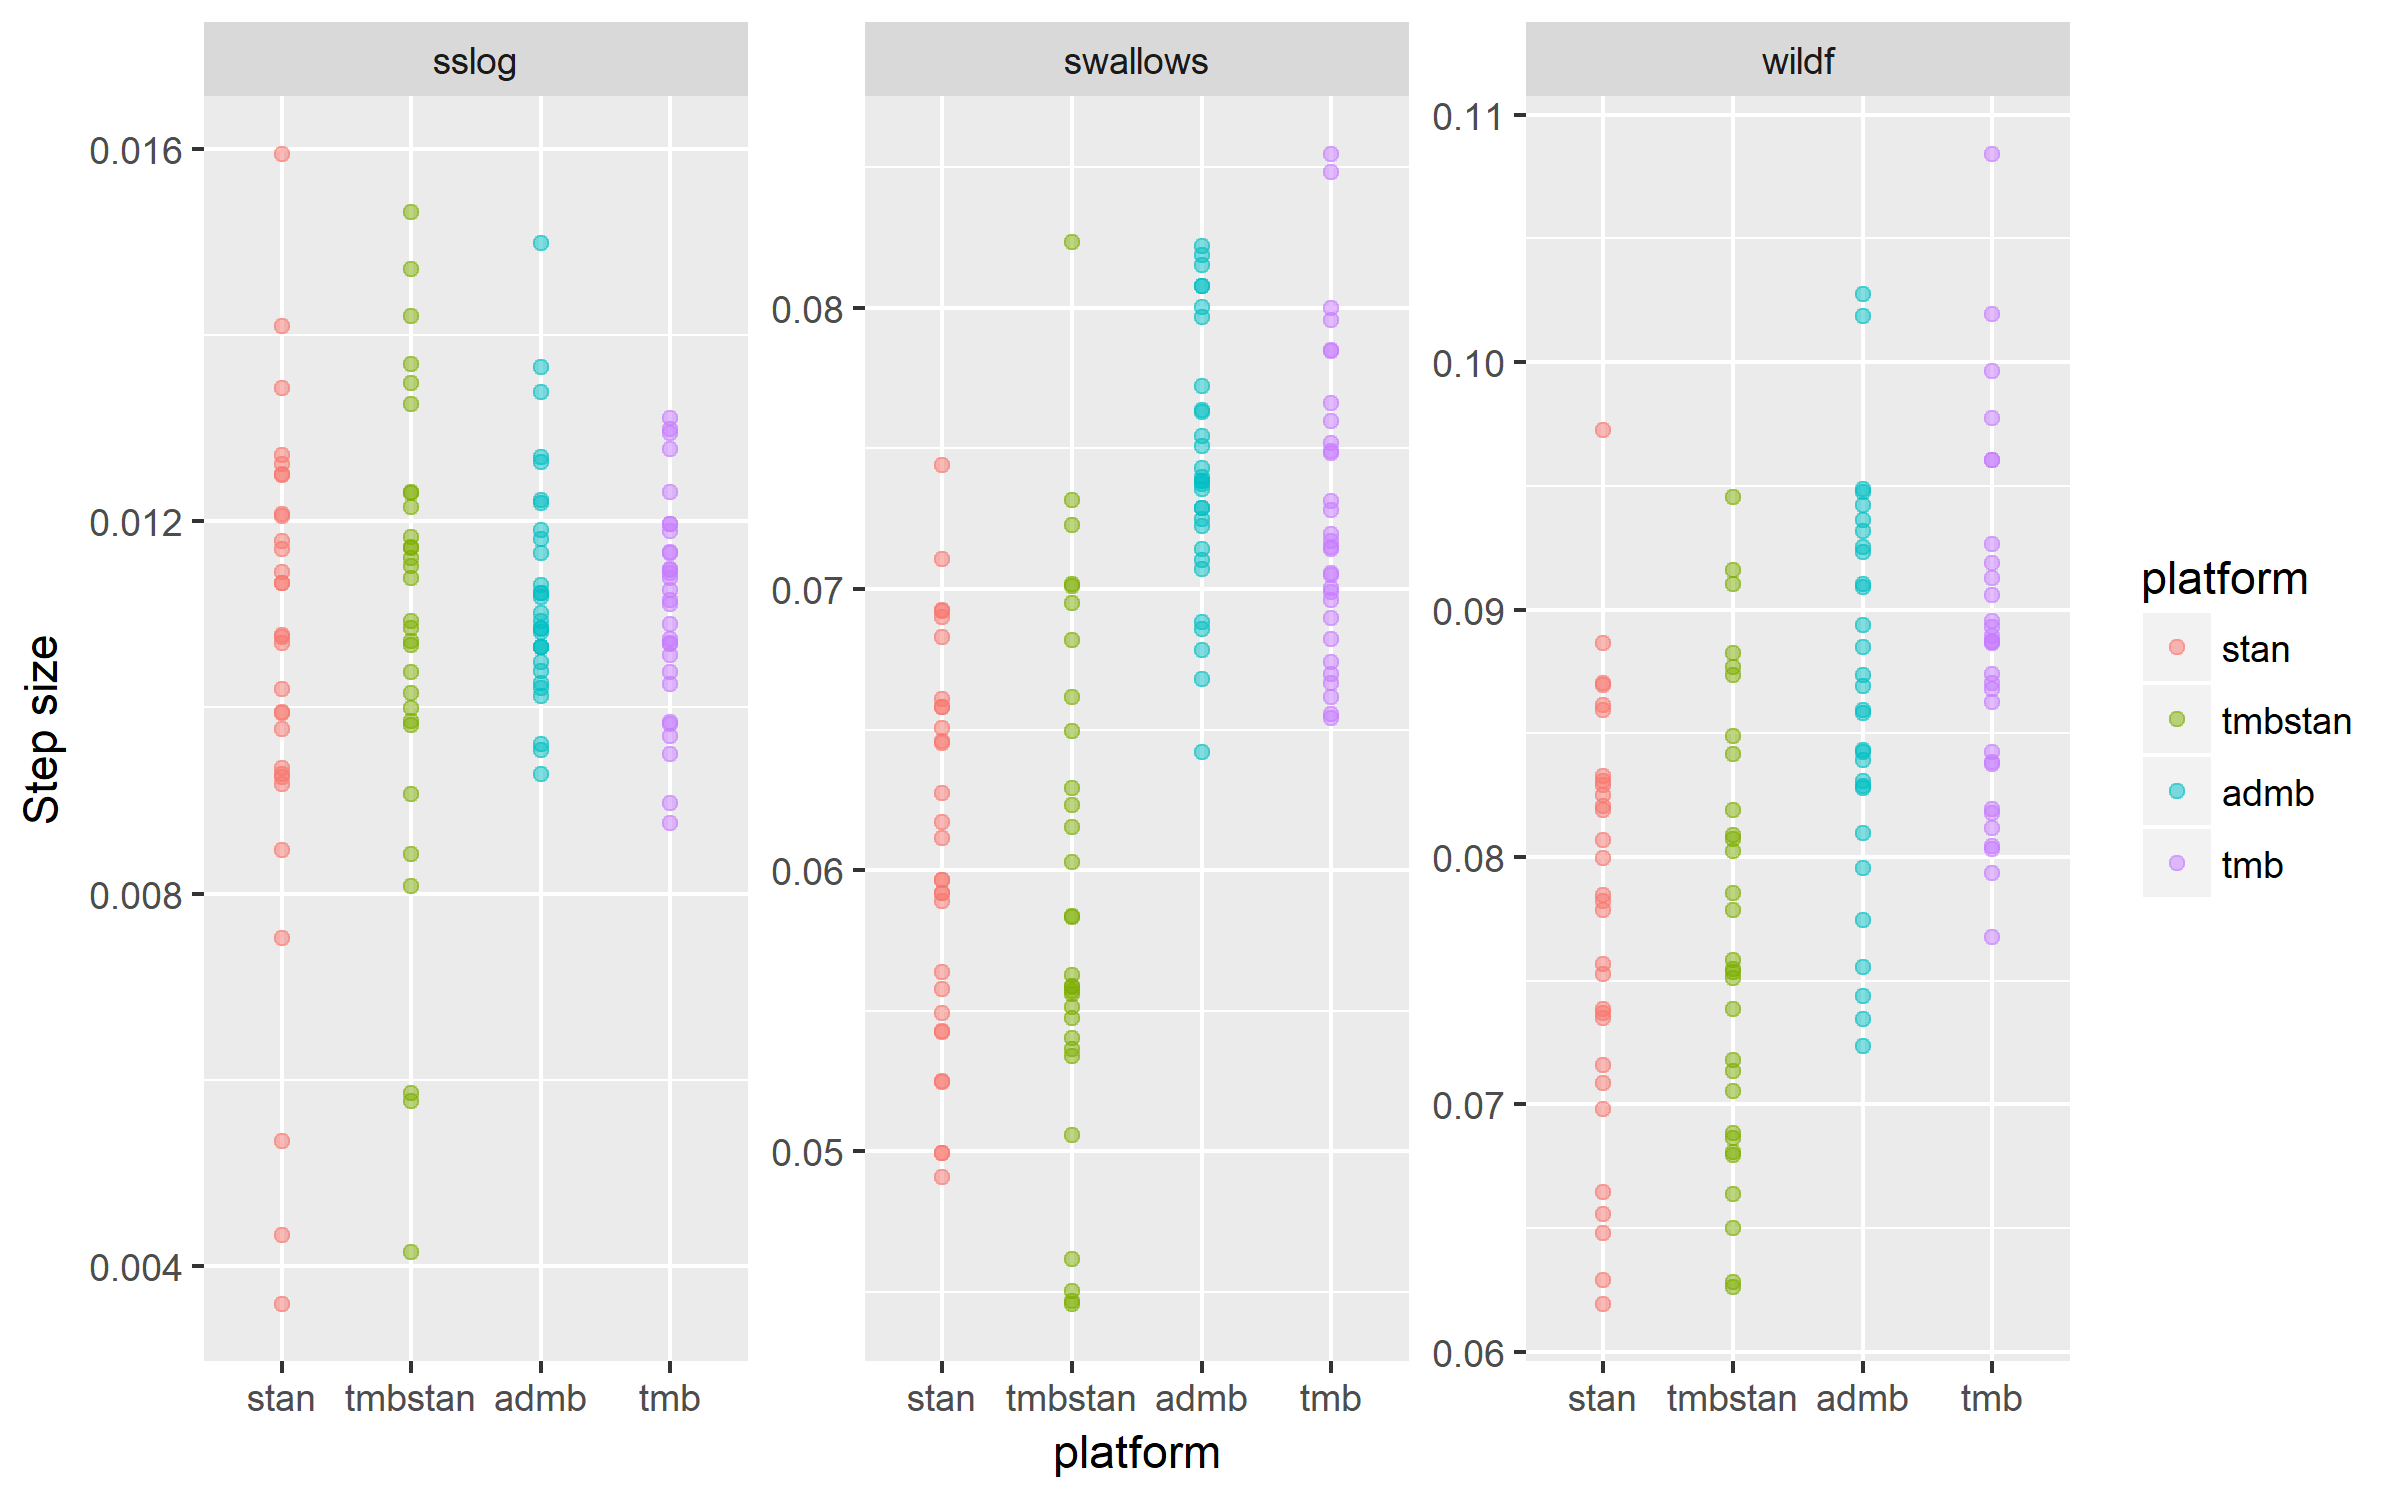 sslog swallows wildf
0.016
0.012
0.008
0.004
0.08
0.07
0.06
0.05
0.11
0.10
0.09
0.08
0.07
0.06
Step size
stan tmbstan admb tmb stan tmbstan admb tmb stan tmbstan admb tmb
platform
platform
stan
tmbstan
admb
tmb